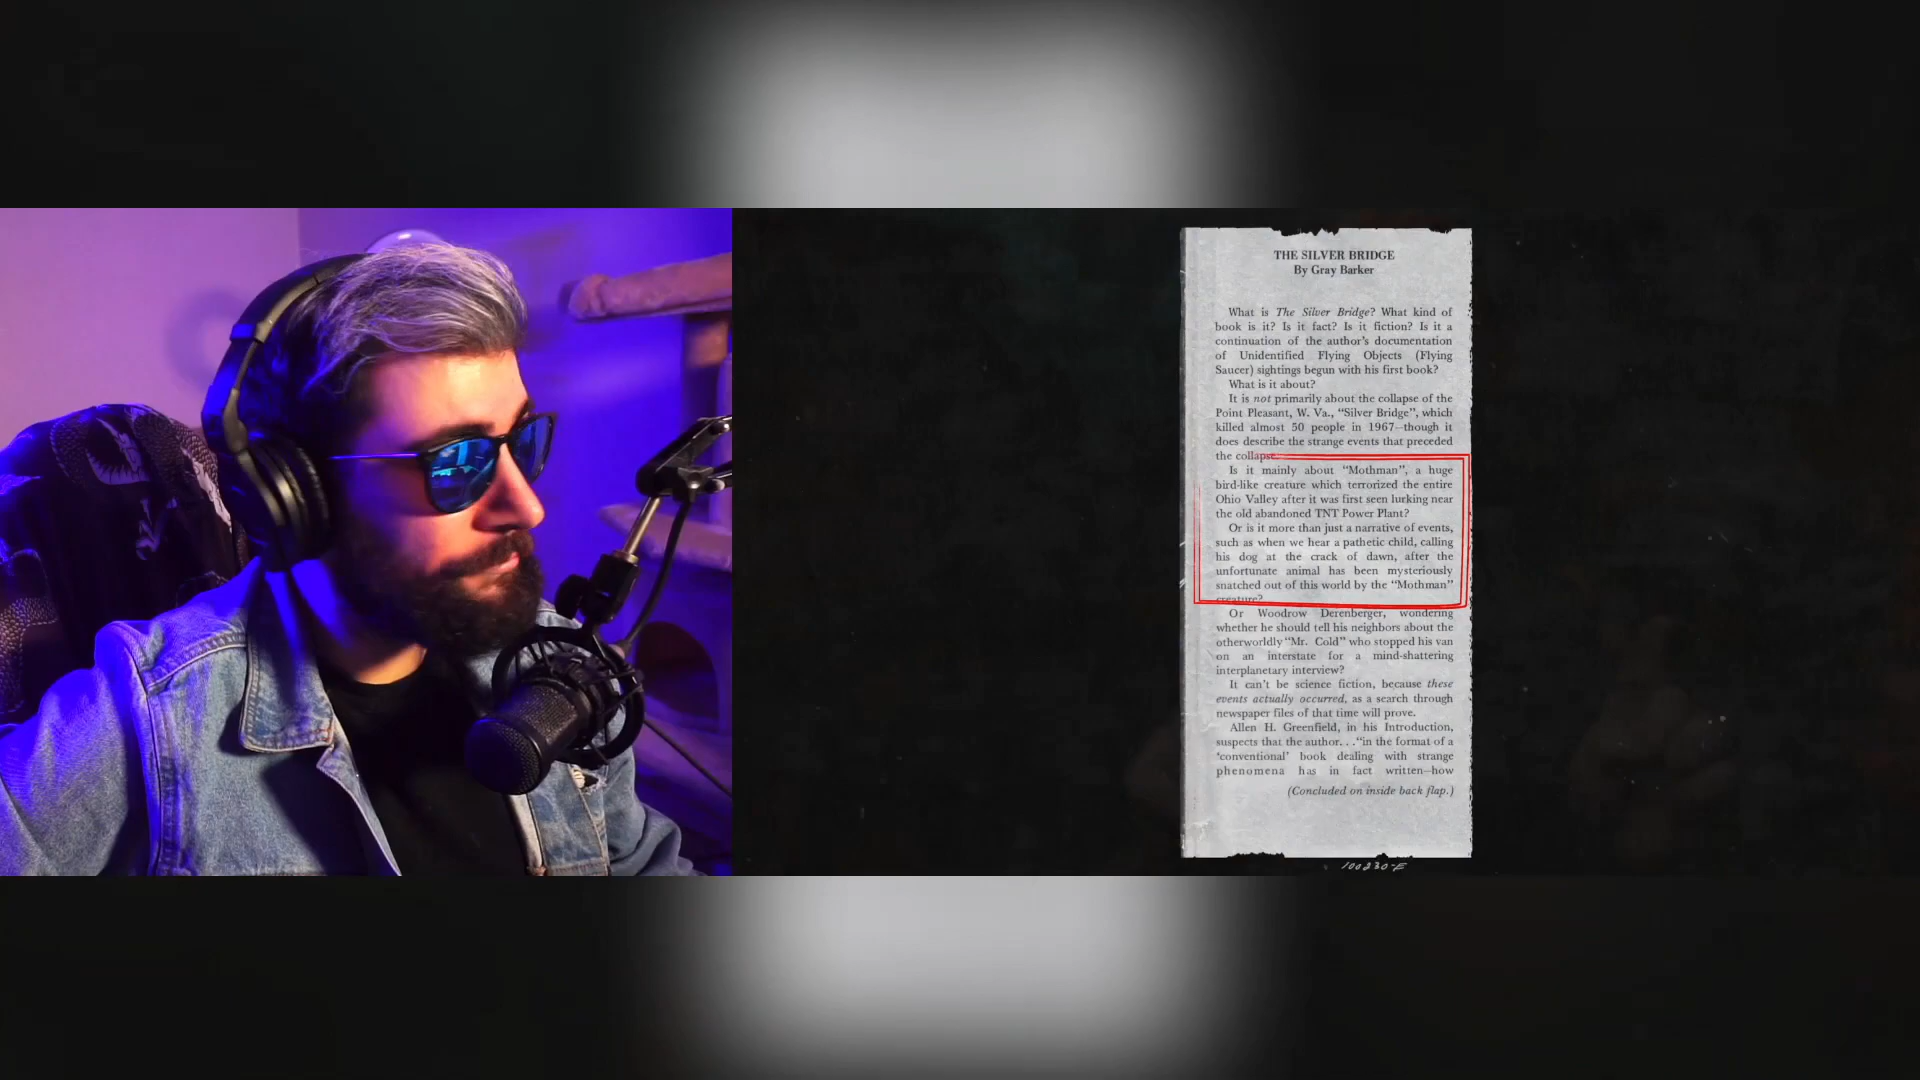 THE SILVER BRIDGE
By Gray Barker
What is The Silver Bridge? What kind of
book is it? Is it fact? Is it fiction? Is it a
continuation of the author's documentation
of Unidentified Flying Objects (Flying
Saucer) sightings begun with his first book?
What is it about?
It is not primarily about the collapse of the
Point Pleasant, W. Va., "Silver Bridge", which
killed almost 50 people in 1967—though it
does describe the strange events that preceded
the collapse.
Is it mainly about "Mothman", a huge
bird-like creature which terrorized the entire
Ohio Valley after it was first seen lurking near
the old abandoned TNT Power Plant?
Or is it more than just a narrative of events,
such as when we hear a pathetic child, calling
his dog at the crack of dawn, after the
unfortunate animal has been mysteriously
snatched out of this world by the "Mothman"
creature?
Or Woodrow Derenberger, wondering
whether he should tell his neighbors about the
otherworldly "Mr. Cold" who stopped his van
on an interstate for a mind-shattering
interplanetary interview?
It can't be science fiction, because these
events actually occurred, as a search through
newspaper files of that time will prove.
Allen H. Greenfield, in his Introduction,
suspects that the author. . ."in the format of a
'conventional' book dealing with strange
phenomena has in fact written—how
(Concluded on inside back flap.)
100230-F